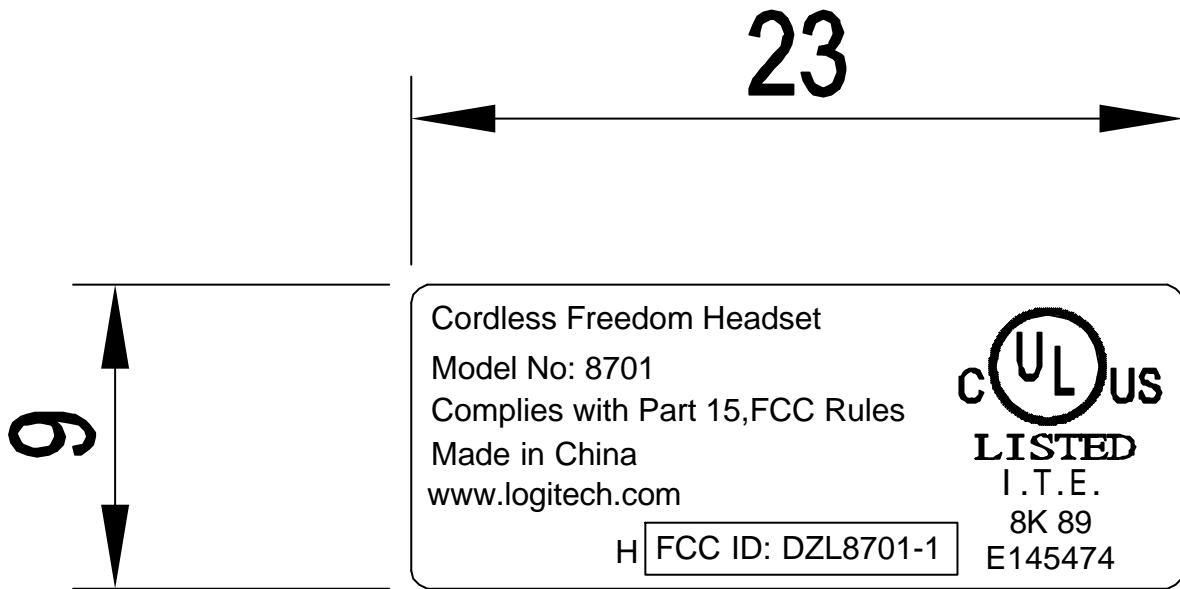 23
9
Cordless Freedom Headset
Model No: 8701
Complies with Part 15,FCC Rules
Made in China
www.logitech.com
H FCC ID: DZL8701-1
C UL US
LISTED
I.T.E.
8K 89
E145474